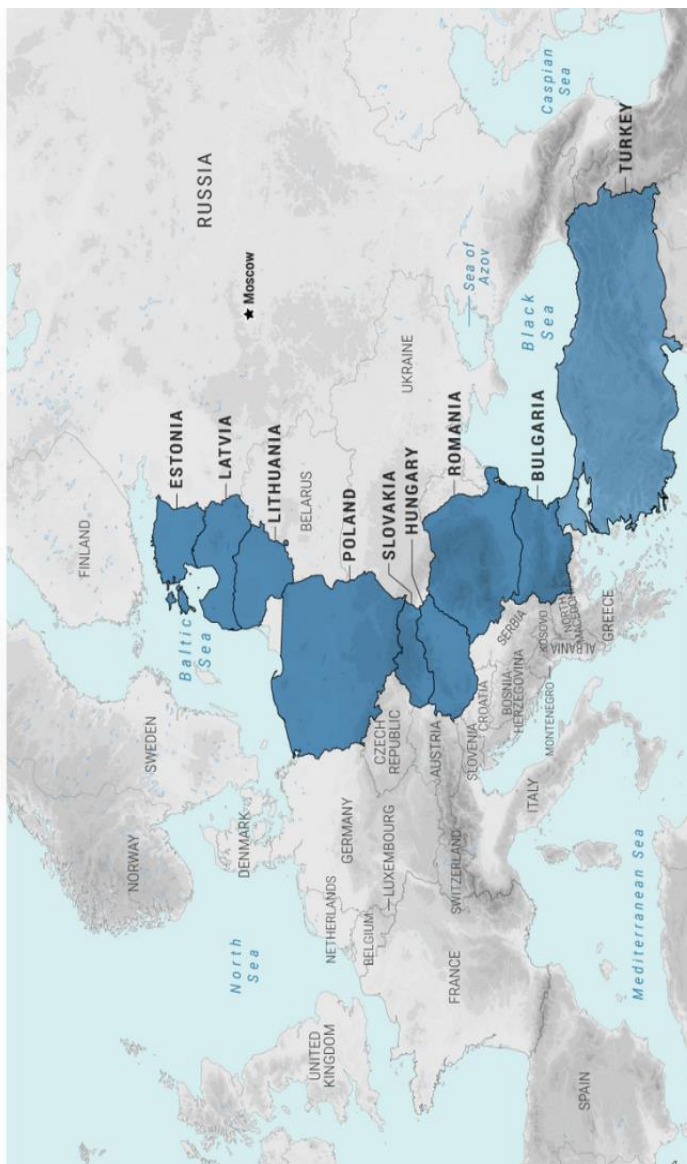 FINLAND
NORWAY
SWEDEN
ESTONIA
RUSSIA
Baltic
Sea
LATVIA
★ Moscow
North
Sea
DENMARK
LITHUANIA
BELARUS
UNITED
KINGDOM
NETHERLANDS
GERMANY
POLAND
BELGIUM
LUXEMBOURG
CZECH
REPUBLIC
SLOVAKIA
HUNGARY
UKRAINE
FRANCE
SWITZERLAND
AUSTRIA
SLOVENIA
CROATIA
ROMANIA
Sea of
Azov
BOSNIA
HERZEGOVINA
SERBIA
Black
Sea
Caspian
Sea
ITALY
MONTENEGRO
KOSOVO
BULGARIA
NORTH
MACEDONIA
ALBANIA
GREECE
SPAIN
Mediterranean Sea
TURKEY